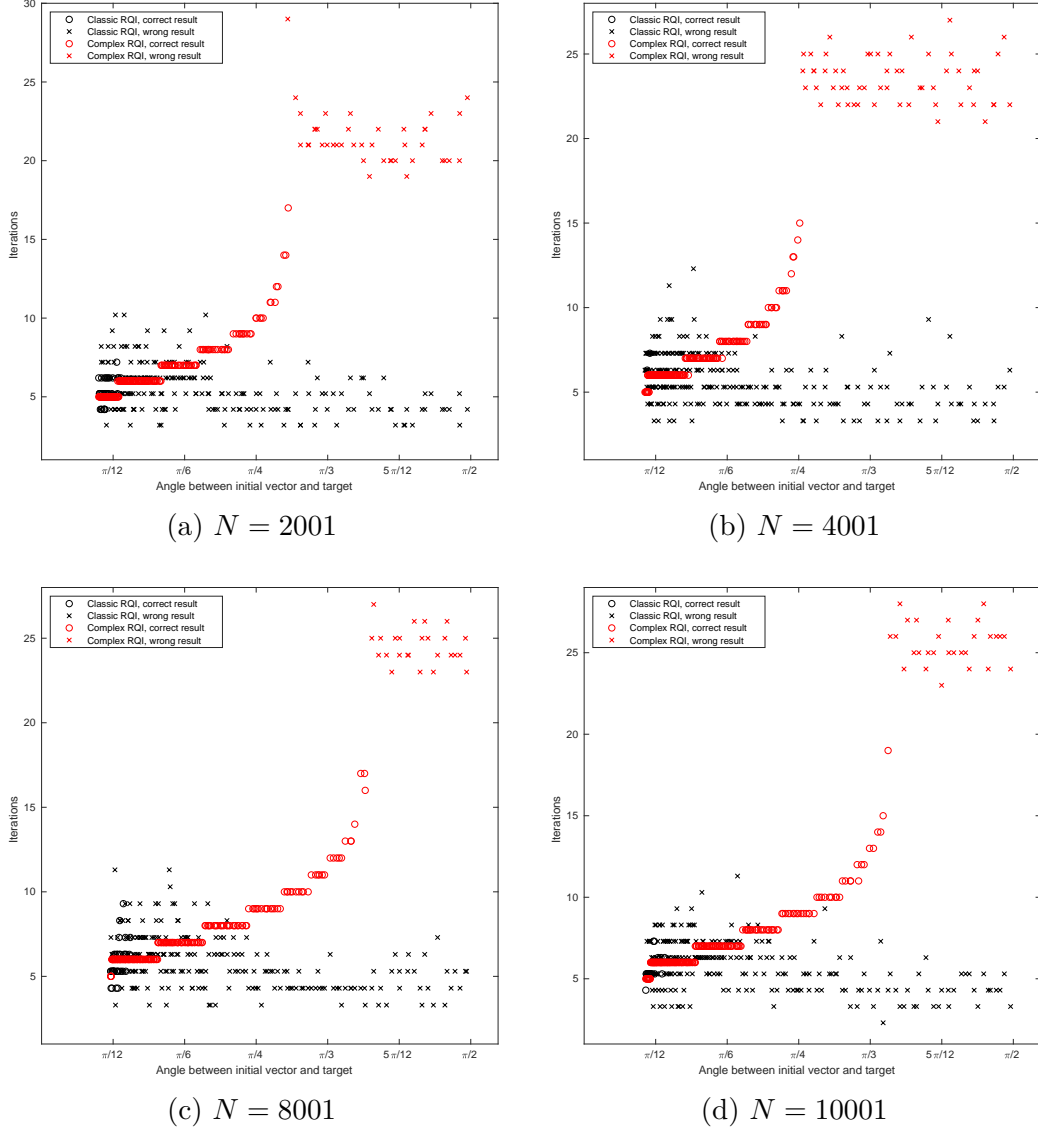 Classic RQI, correct result
Classic RQI, wrong result
Complex RQI, correct result
Complex RQI, wrong result
30
25
20
15
10
5
Iterations
π/12 π/6 π/4 π/3 5π/12 π/2
Angle between initial vector and target
(a) N = 2001
Classic RQI, correct result
Classic RQI, wrong result
Complex RQI, correct result
Complex RQI, wrong result
25
20
15
10
5
Iterations
π/12 π/6 π/4 π/3 5π/12 π/2
Angle between initial vector and target
(b) N = 4001
Classic RQI, correct result
Classic RQI, wrong result
Complex RQI, correct result
Complex RQI, wrong result
25
20
15
10
5
Iterations
π/12 π/6 π/4 π/3 5π/12 π/2
Angle between initial vector and target
(c) N = 8001
Classic RQI, correct result
Classic RQI, wrong result
Complex RQI, correct result
Complex RQI, wrong result
25
20
15
10
5
Iterations
π/12 π/6 π/4 π/3 5π/12 π/2
Angle between initial vector and target
(d) N = 10001